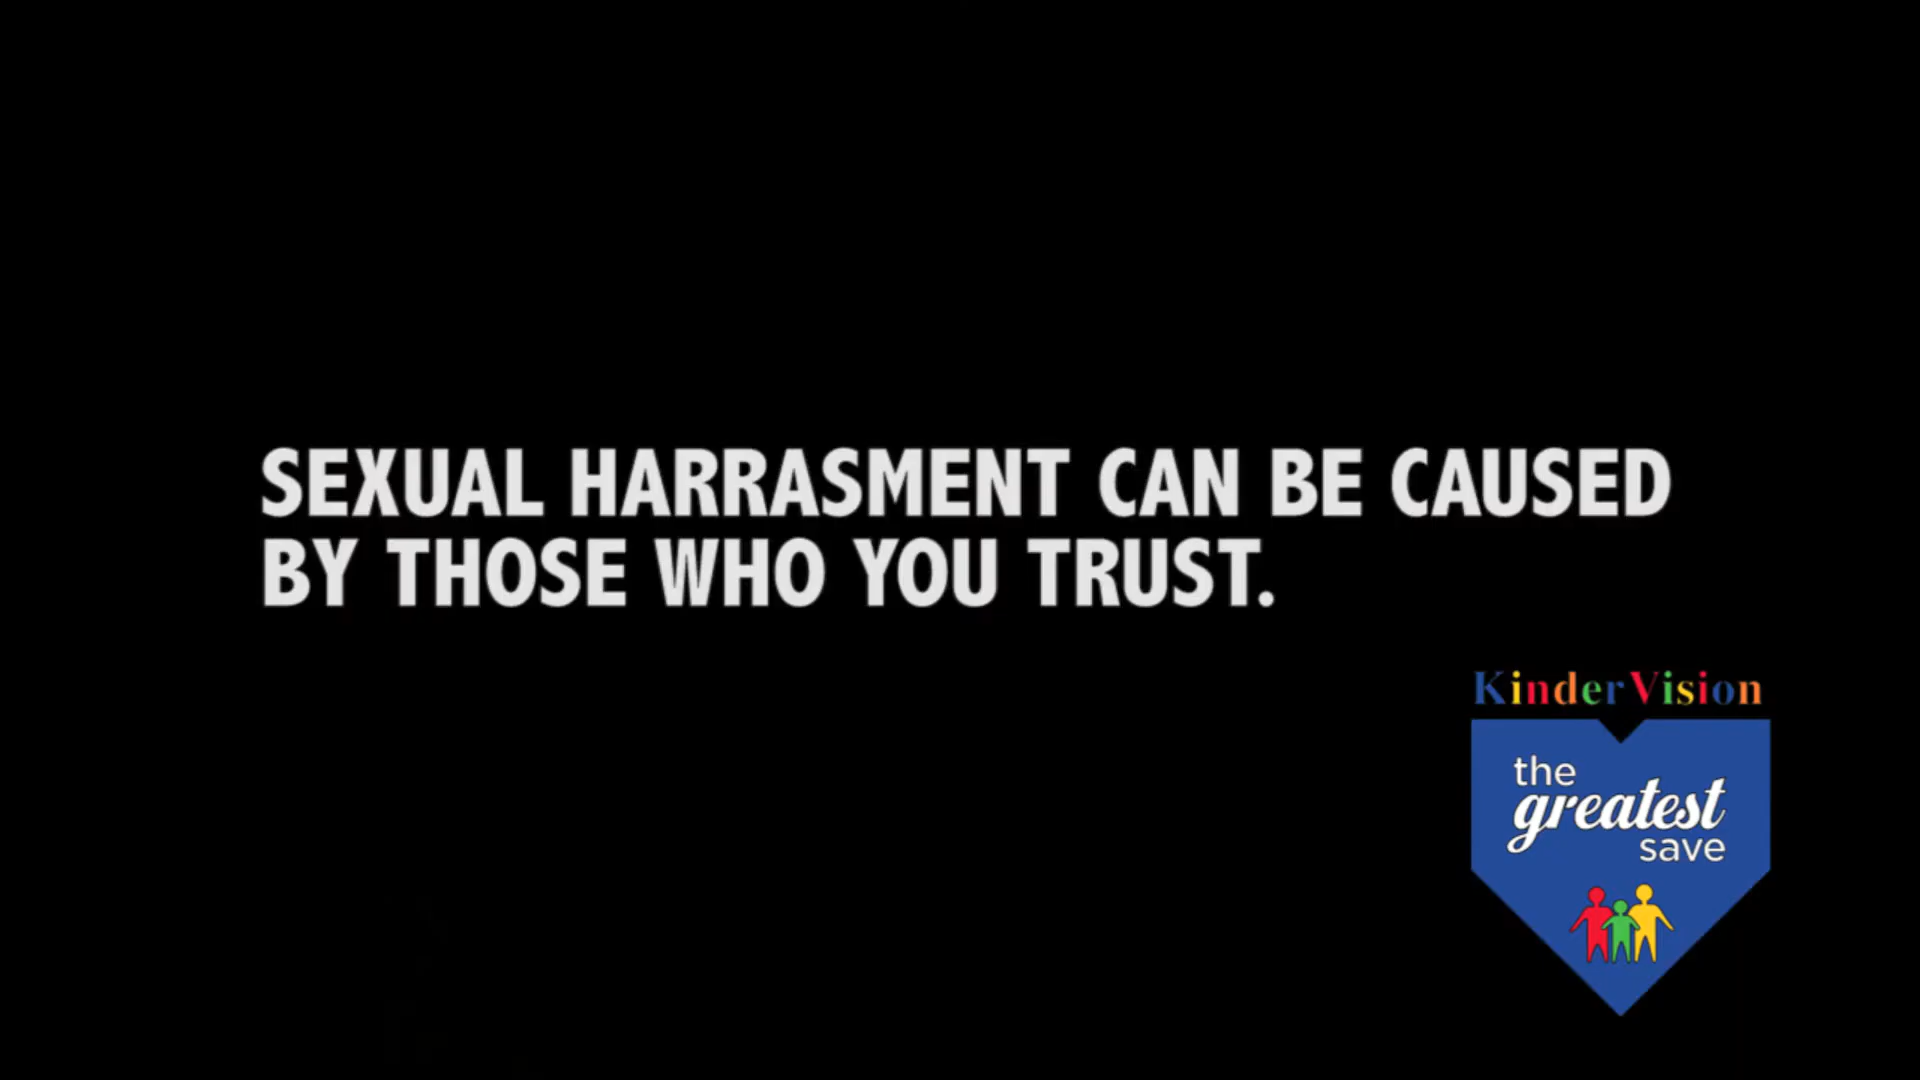 SEXUAL HARRASMENT CAN BE CAUSED
BY THOSE WHO YOU TRUST.
KinderVision
the
greatest
save